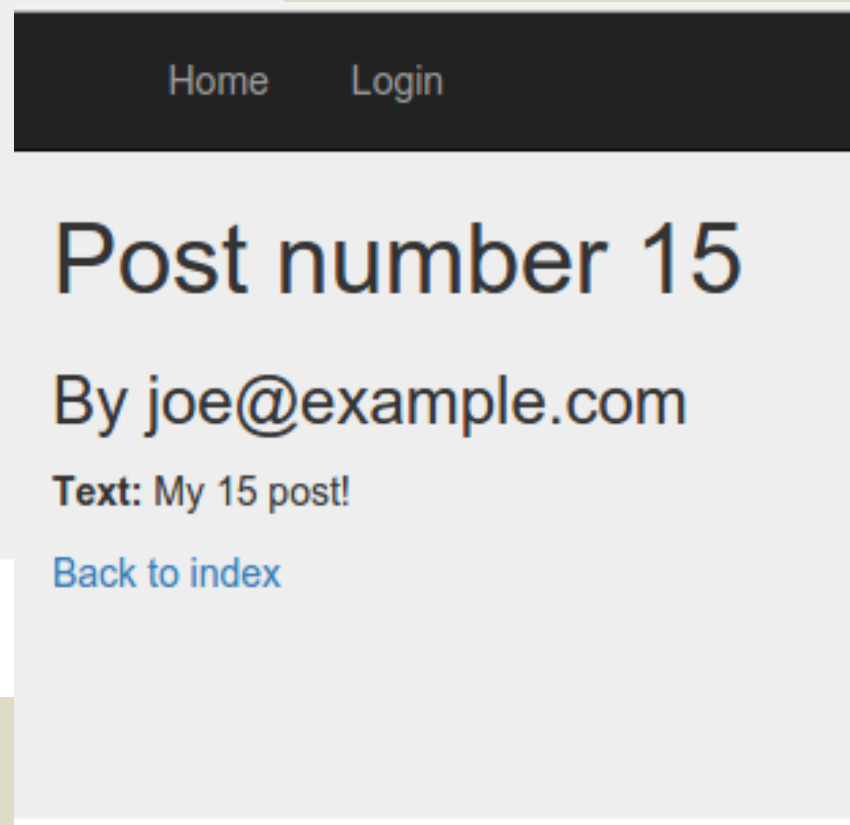 Home Login
Post number 15
By joe@example.com
Text: My 15 post!
Back to index